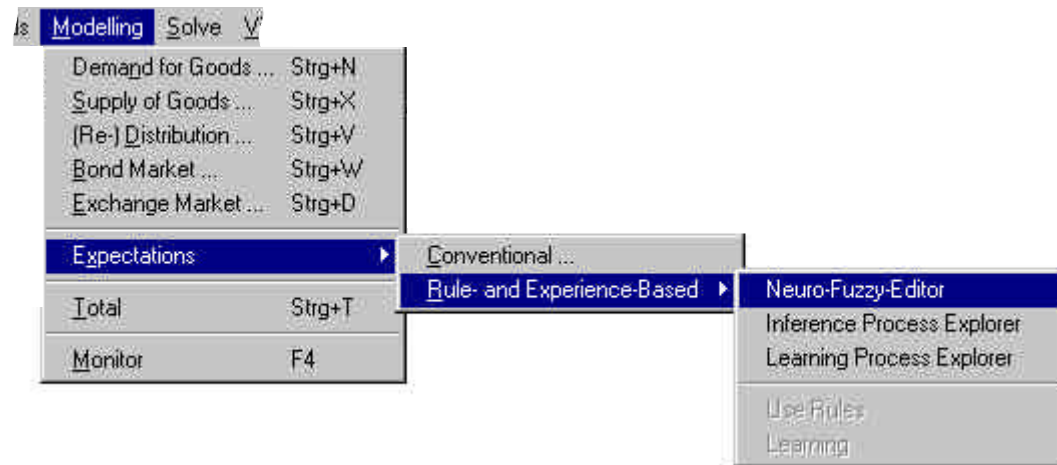 ls Modelling Solve V
Demand for Goods ... Strg+N
Supply of Goods ... Strg+X
(Re-) Distribution ... Strg+V
Bond Market ... Strg+W
Exchange Market ... Strg+D
Expectations
Total Strg+T
Monitor F4
Conventional ...
Rule- and Experience-Based
Neuro-Fuzzy-Editor
Inference Process Explorer
Learning Process Explorer
Use Rules
Learning